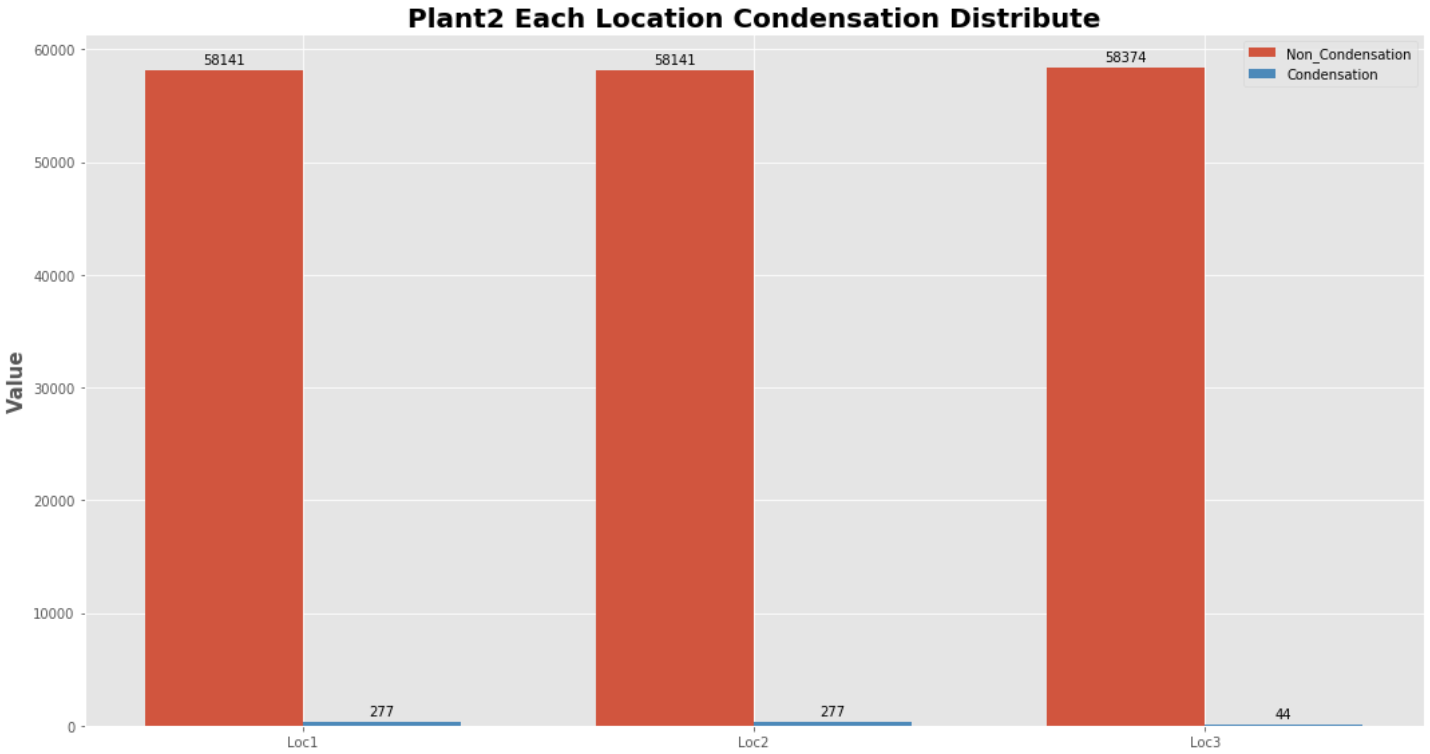 Plant2 Each Location Condensation Distribute
Value
60000
50000
40000
30000
20000
10000
0
58141
277
58141
277
58374
44
Non_Condensation
Condensation
Loc1
Loc2
Loc3